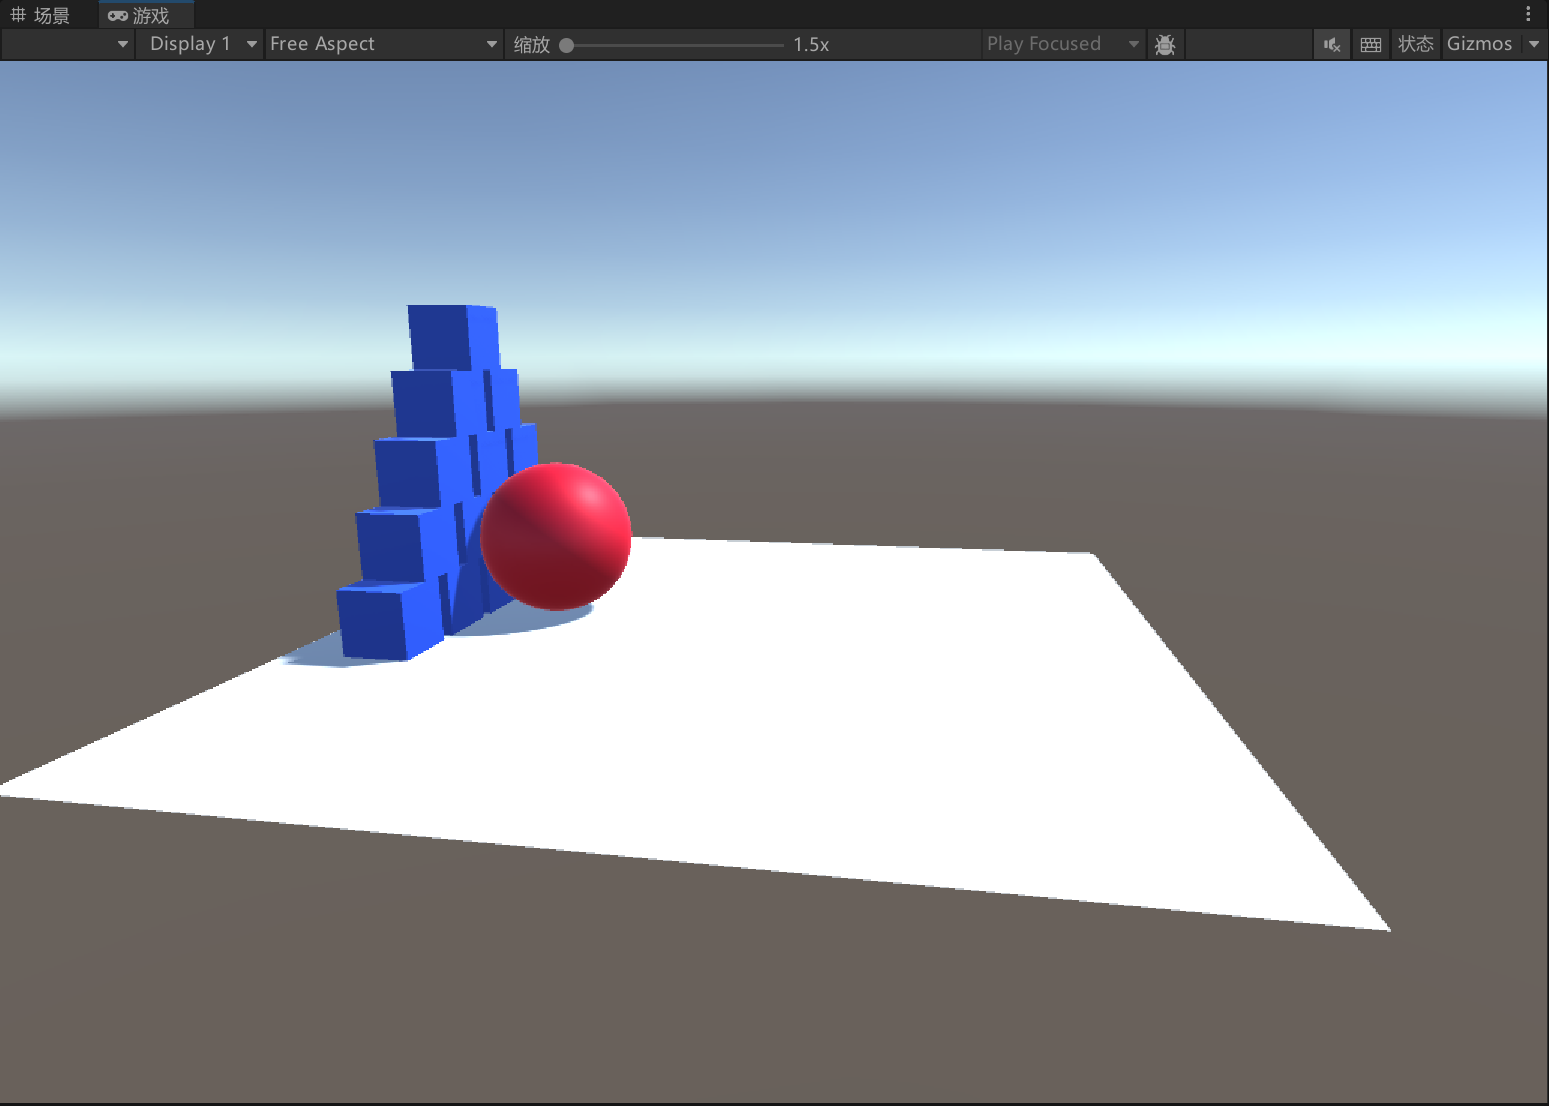 场景 游戏
Display 1 Free Aspect 缩放 1.5x Play Focused 状态 Gizmos